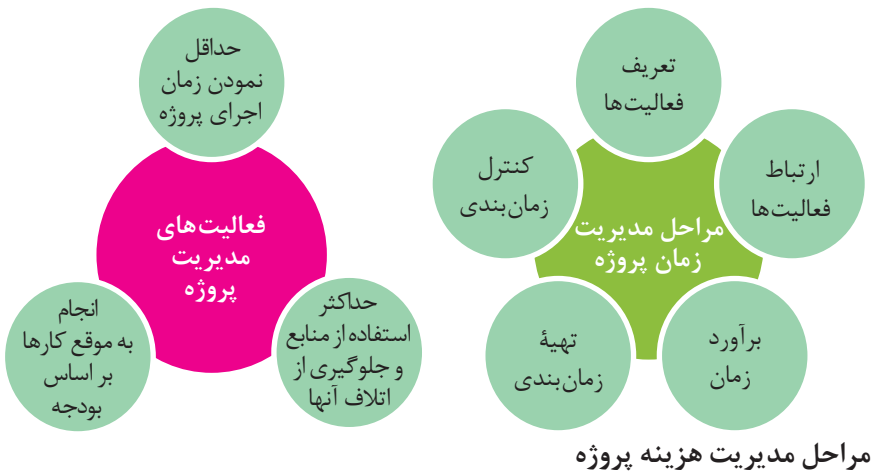 تعریف
فعالیت‌ها
ارتباط
فعالیت‌ها
برآورد
زمان
تهیهٔ
زمان‌بندی
کنترل
زمان‌بندی
مراحل مدیریت
زمان پروژه
حداقل
نمودن زمان
اجرای پروژه
حداکثر
استفاده از منابع
و جلوگیری از
اتلاف آنها
انجام
به موقع کارها
بر اساس
بودجه
فعالیت‌های
مدیریت
پروژه
مراحل مدیریت هزینه پروژه